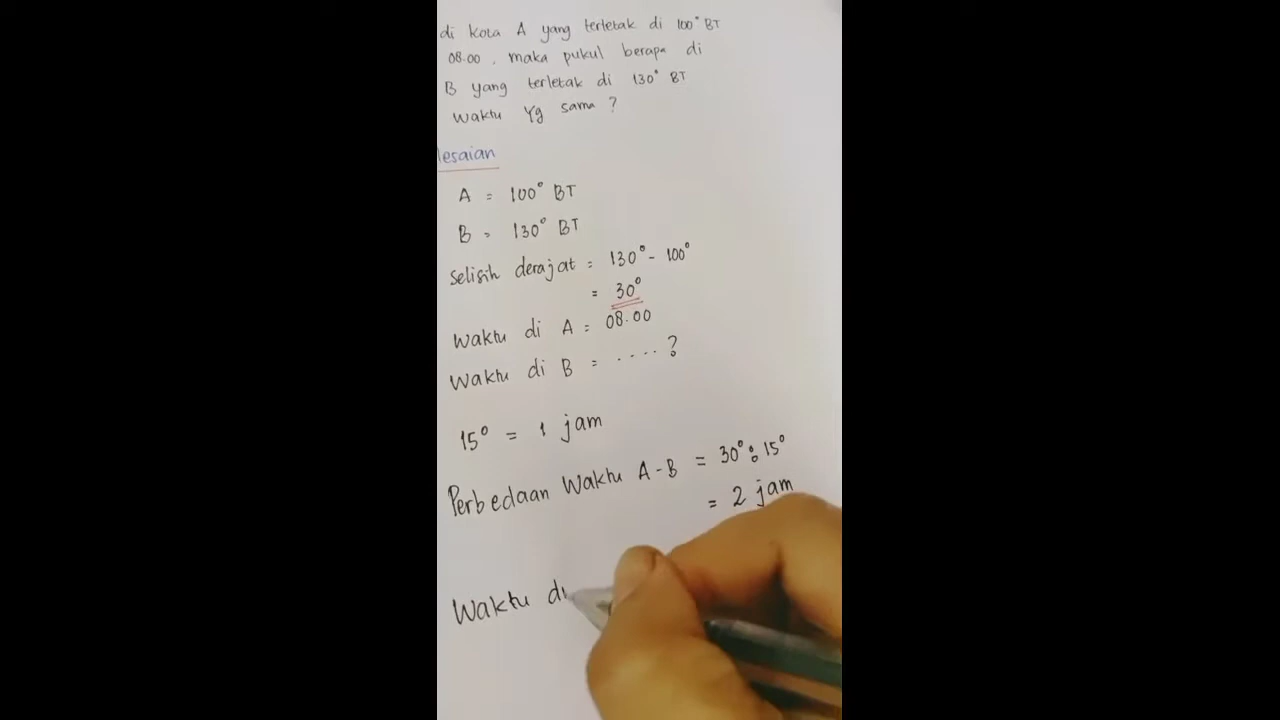 di kota A yang terletak di 100° BT
08.00, maka pukul berapa di
B yang terletak di 130° BT
Waktu Yg sama ?
lesaian
A = 100° BT
B = 130° BT
Selisih derajat = 130° - 100°
= 30°
Waktu di A = 08.00
Waktu di B = ....?
15° = 1 jam
Perbedaan Waktu A-B = 30° : 15°
= 2 jam
Waktu di